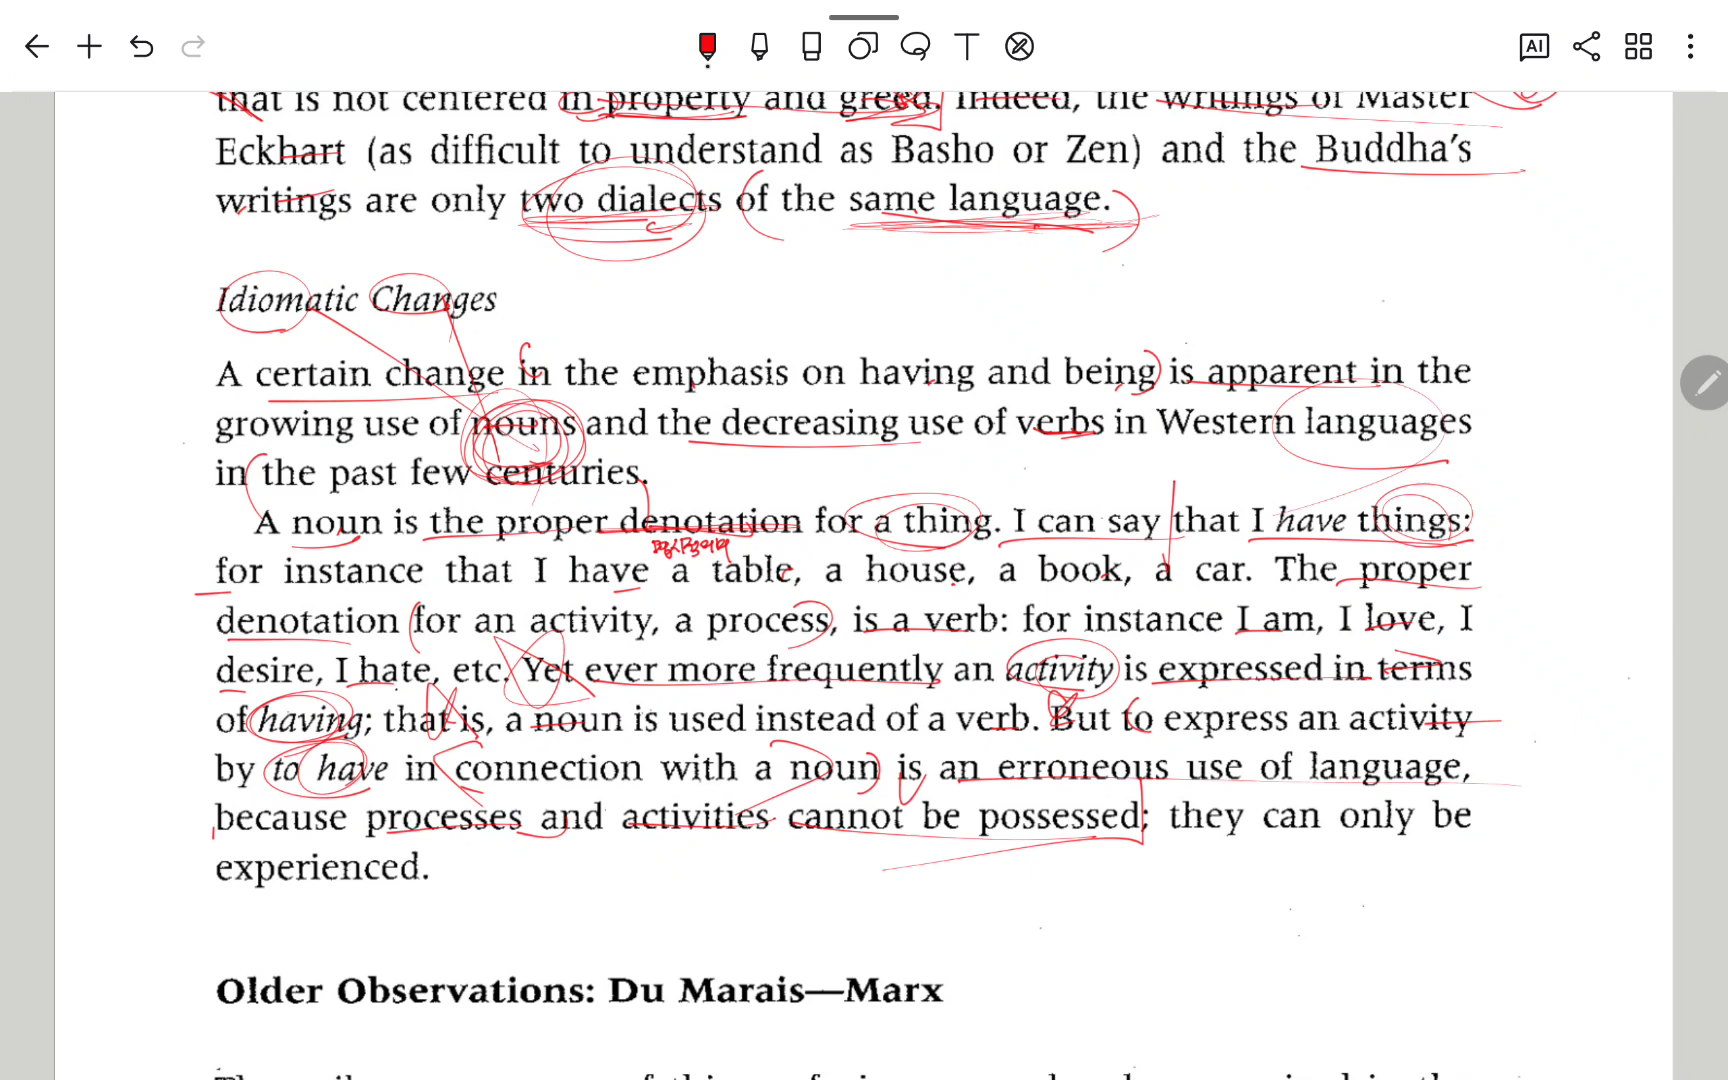 AI
that is not centered in property and greed. Indeed, the writings of Master
Eckhart (as difficult to understand as Basho or Zen) and the Buddha’s
writings are only two dialects of the same language.
Idiomatic Changes
A certain change in the emphasis on having and being is apparent in the
growing use of nouns and the decreasing use of verbs in Western languages
in the past few centuries.
A noun is the proper denotation for a thing. I can say that I have things:
for instance that I have a table, a house, a book, a car. The proper
denotation for an activity, a process, is a verb: for instance I am, I love, I
desire, I hate, etc. Yet ever more frequently an activity is expressed in terms
of having; that is, a noun is used instead of a verb. But to express an activity
by to have in connection with a noun is an erroneous use of language,
because processes and activities cannot be possessed; they can only be
experienced.
Older Observations: Du Marais—Marx